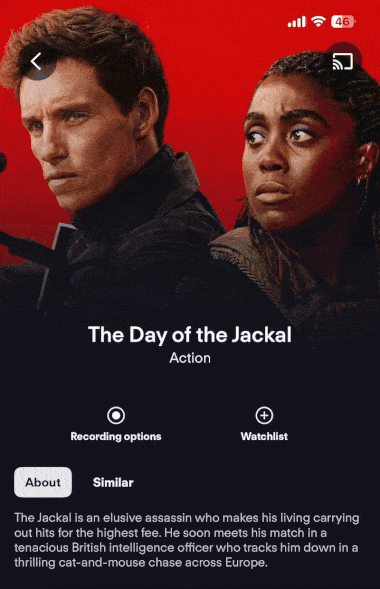 46
The Day of the Jackal
Action
Recording options
Watchlist
About
Similar
The Jackal is an elusive assassin who makes his living carrying
out hits for the highest fee. He soon meets his match in a
tenacious British intelligence officer who tracks him down in a
thrilling cat-and-mouse chase across Europe.